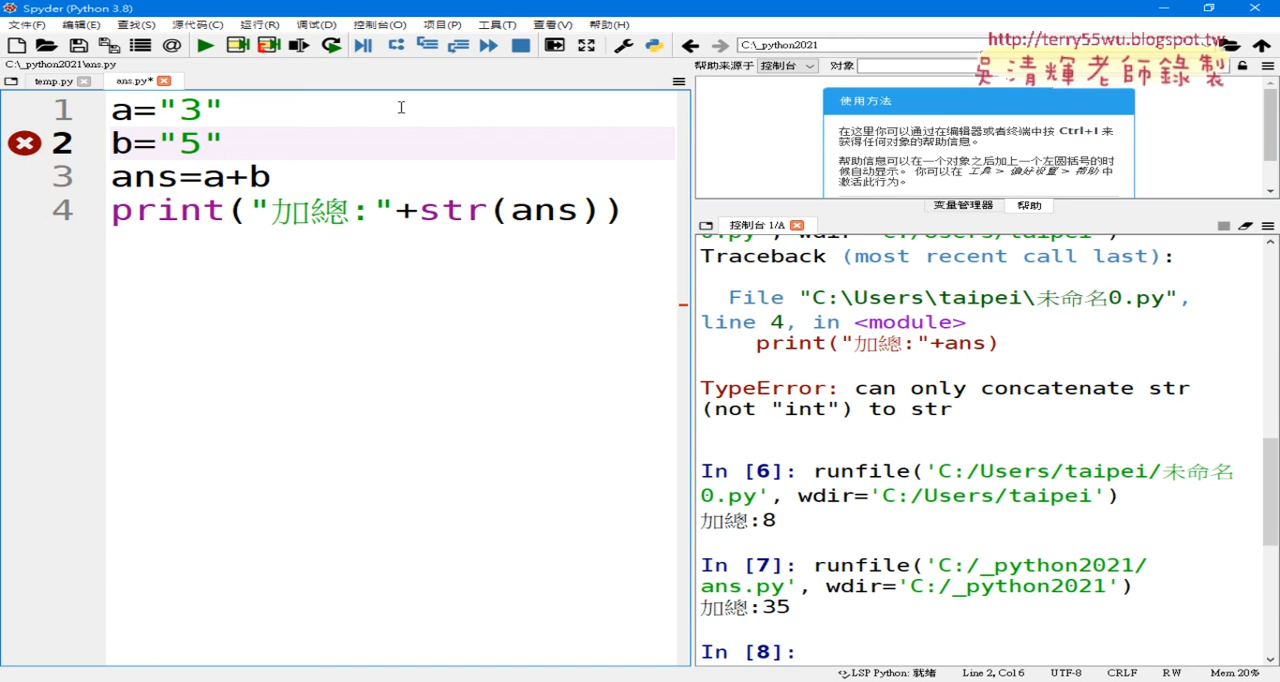 Spyder (Python 3.8)
文件(F) 编辑(E) 查找(S) 源代码(C) 运行(R) 调试(D) 控制台(O) 项目(P) 工具(T) 查看(V) 帮助(H)
C:\_python2021
http://terry55wu.blogspot.tw
吳清輝老師錄製
C:\_python2021\ans.py
temp.py ans.py*
帮助来源于 控制台 对象
1 a="3"
2 b="5"
3 ans=a+b
4 print("加總:"+str(ans))
使用方法
在这里你可以通过在编辑器或者终端中按 Ctrl+I 来
获得任何对象的帮助信息。
帮助信息可以在一个对象之后加上一个左圆括号的时
候自动显示。 你可以在 工具 > 偏好设置 > 帮助 中
激活此行为。
变量管理器 帮助
控制台 1/A
0.py', wdir='C:/Users/taipei')
Traceback (most recent call last):
File "C:\Users\taipei\未命名0.py",
line 4, in <module>
print("加總:"+ans)
TypeError: can only concatenate str
(not "int") to str
In [6]: runfile('C:/Users/taipei/未命名
0.py', wdir='C:/Users/taipei')
加總:8
In [7]: runfile('C:/_python2021/
ans.py', wdir='C:/_python2021')
加總:35
In [8]:
LSP Python: 就绪 Line 2, Col 6 UTF-8 CRLF RW Mem 20%